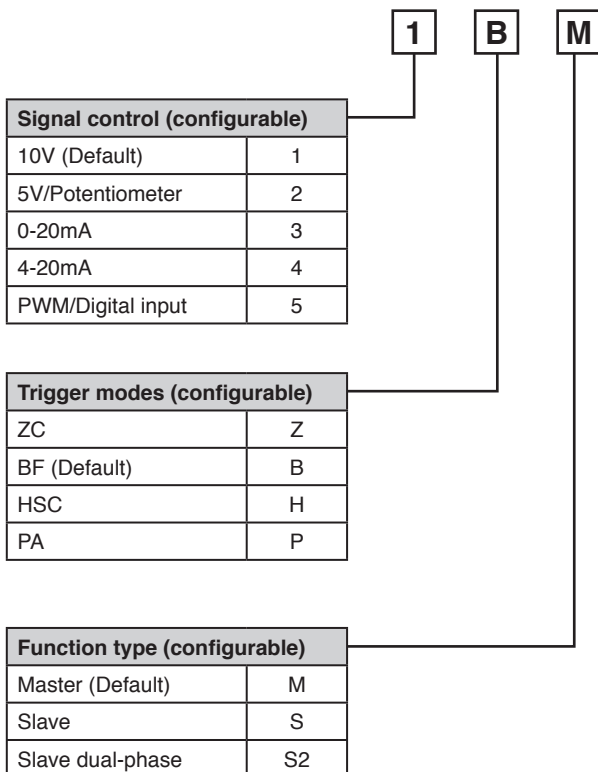 1 B M
Signal control (configurable)
10V (Default) 1
5V/Potentiometer 2
0-20mA 3
4-20mA 4
PWM/Digital input 5
Trigger modes (configurable)
ZC Z
BF (Default) B
HSC H
PA P
Function type (configurable)
Master (Default) M
Slave S
Slave dual-phase S2